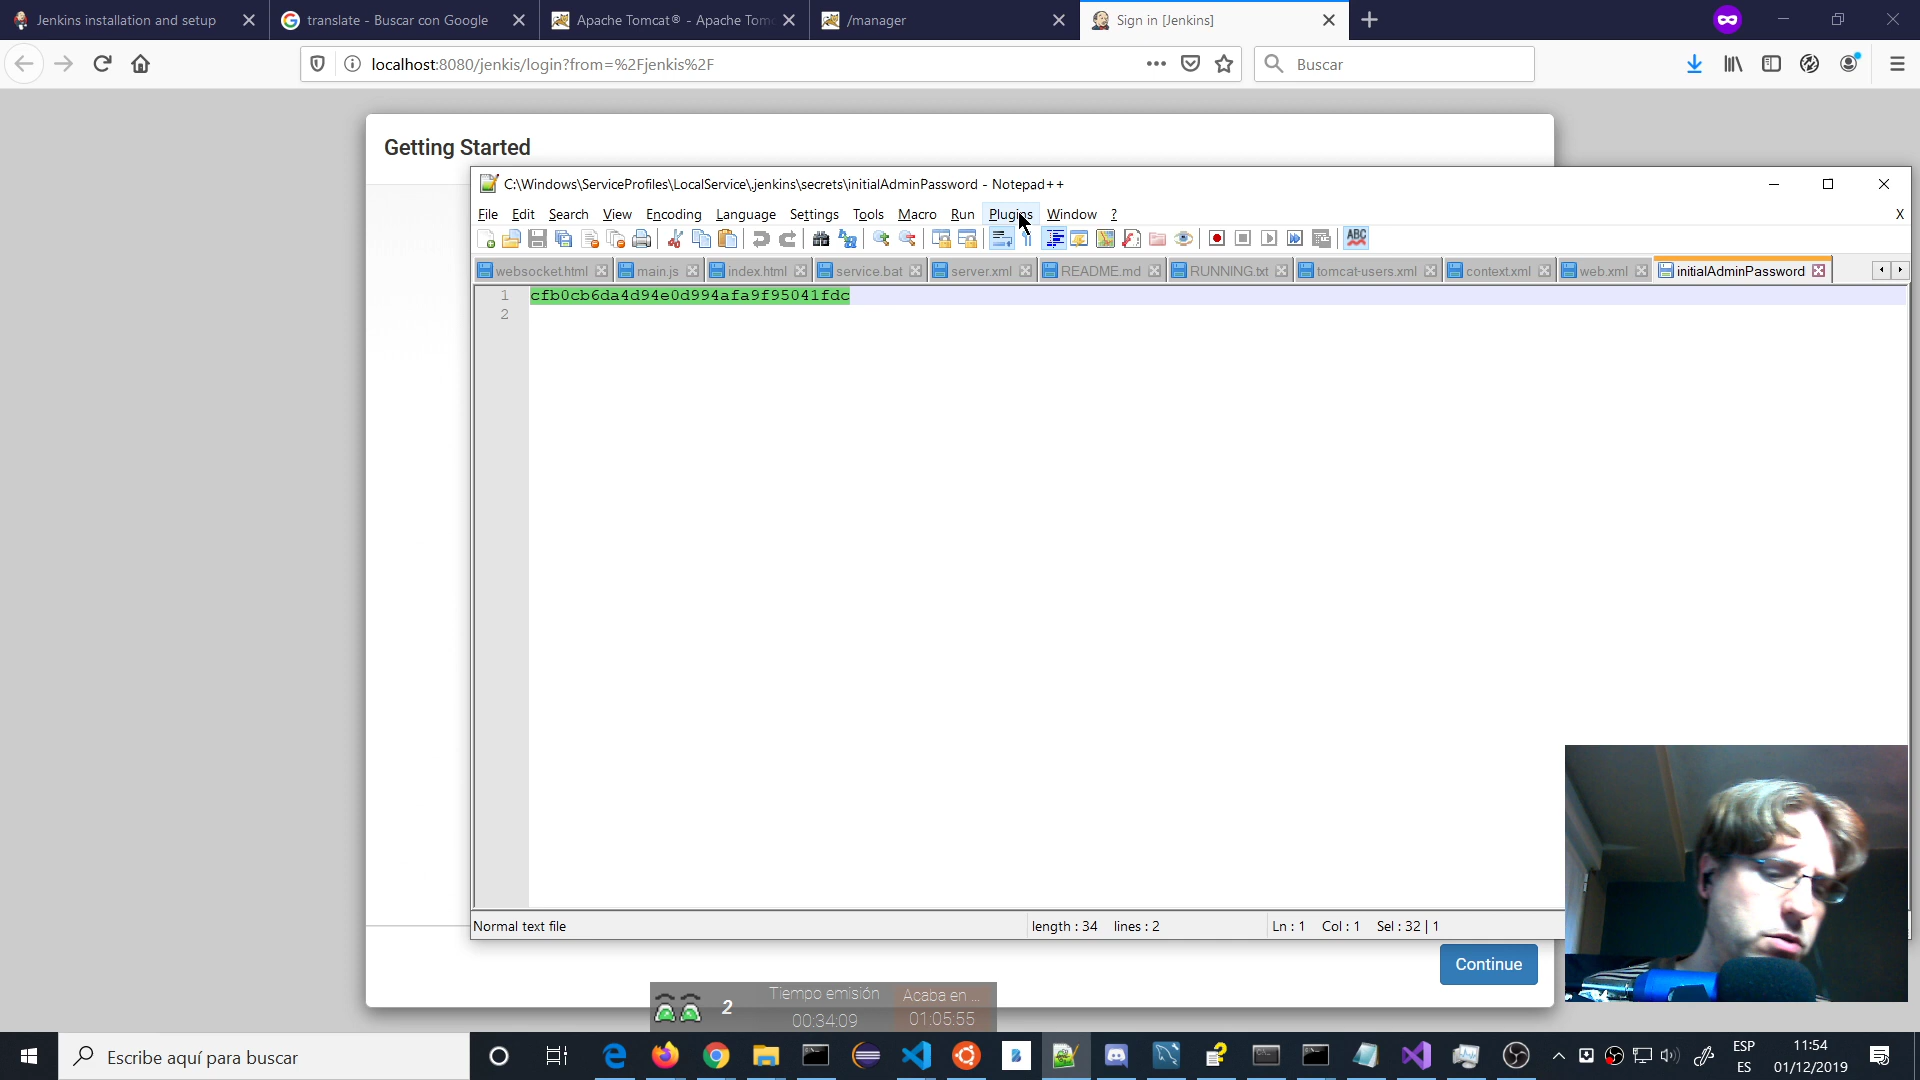 Jenkins installation and setup
translate - Buscar con Google
Apache Tomcat® - Apache Tom
/manager
Sign in [Jenkins]
localhost:8080/jenkis/login?from=%2Fjenkis%2F
Buscar
Getting Started
C:\Windows\ServiceProfiles\LocalService\.jenkins\secrets\initialAdminPassword - Notepad++
File Edit Search View Encoding Language Settings Tools Macro Run Plugins Window ?
X
ABC
websocket.html
main.js
index.html
service.bat
server.xml
README.md
RUNNING.txt
tomcat-users.xml
context.xml
web.xml
initialAdminPassword
1 cfb0cb6da4d94e0d994afa9f95041fdc
2
Normal text file
length : 34 lines : 2
Ln : 1 Col : 1 Sel : 32 | 1
Continue
2
Tiempo emisión
00:34:09
Acaba en ...
01:05:55
Escribe aquí para buscar
ESP
ES
11:54
01/12/2019